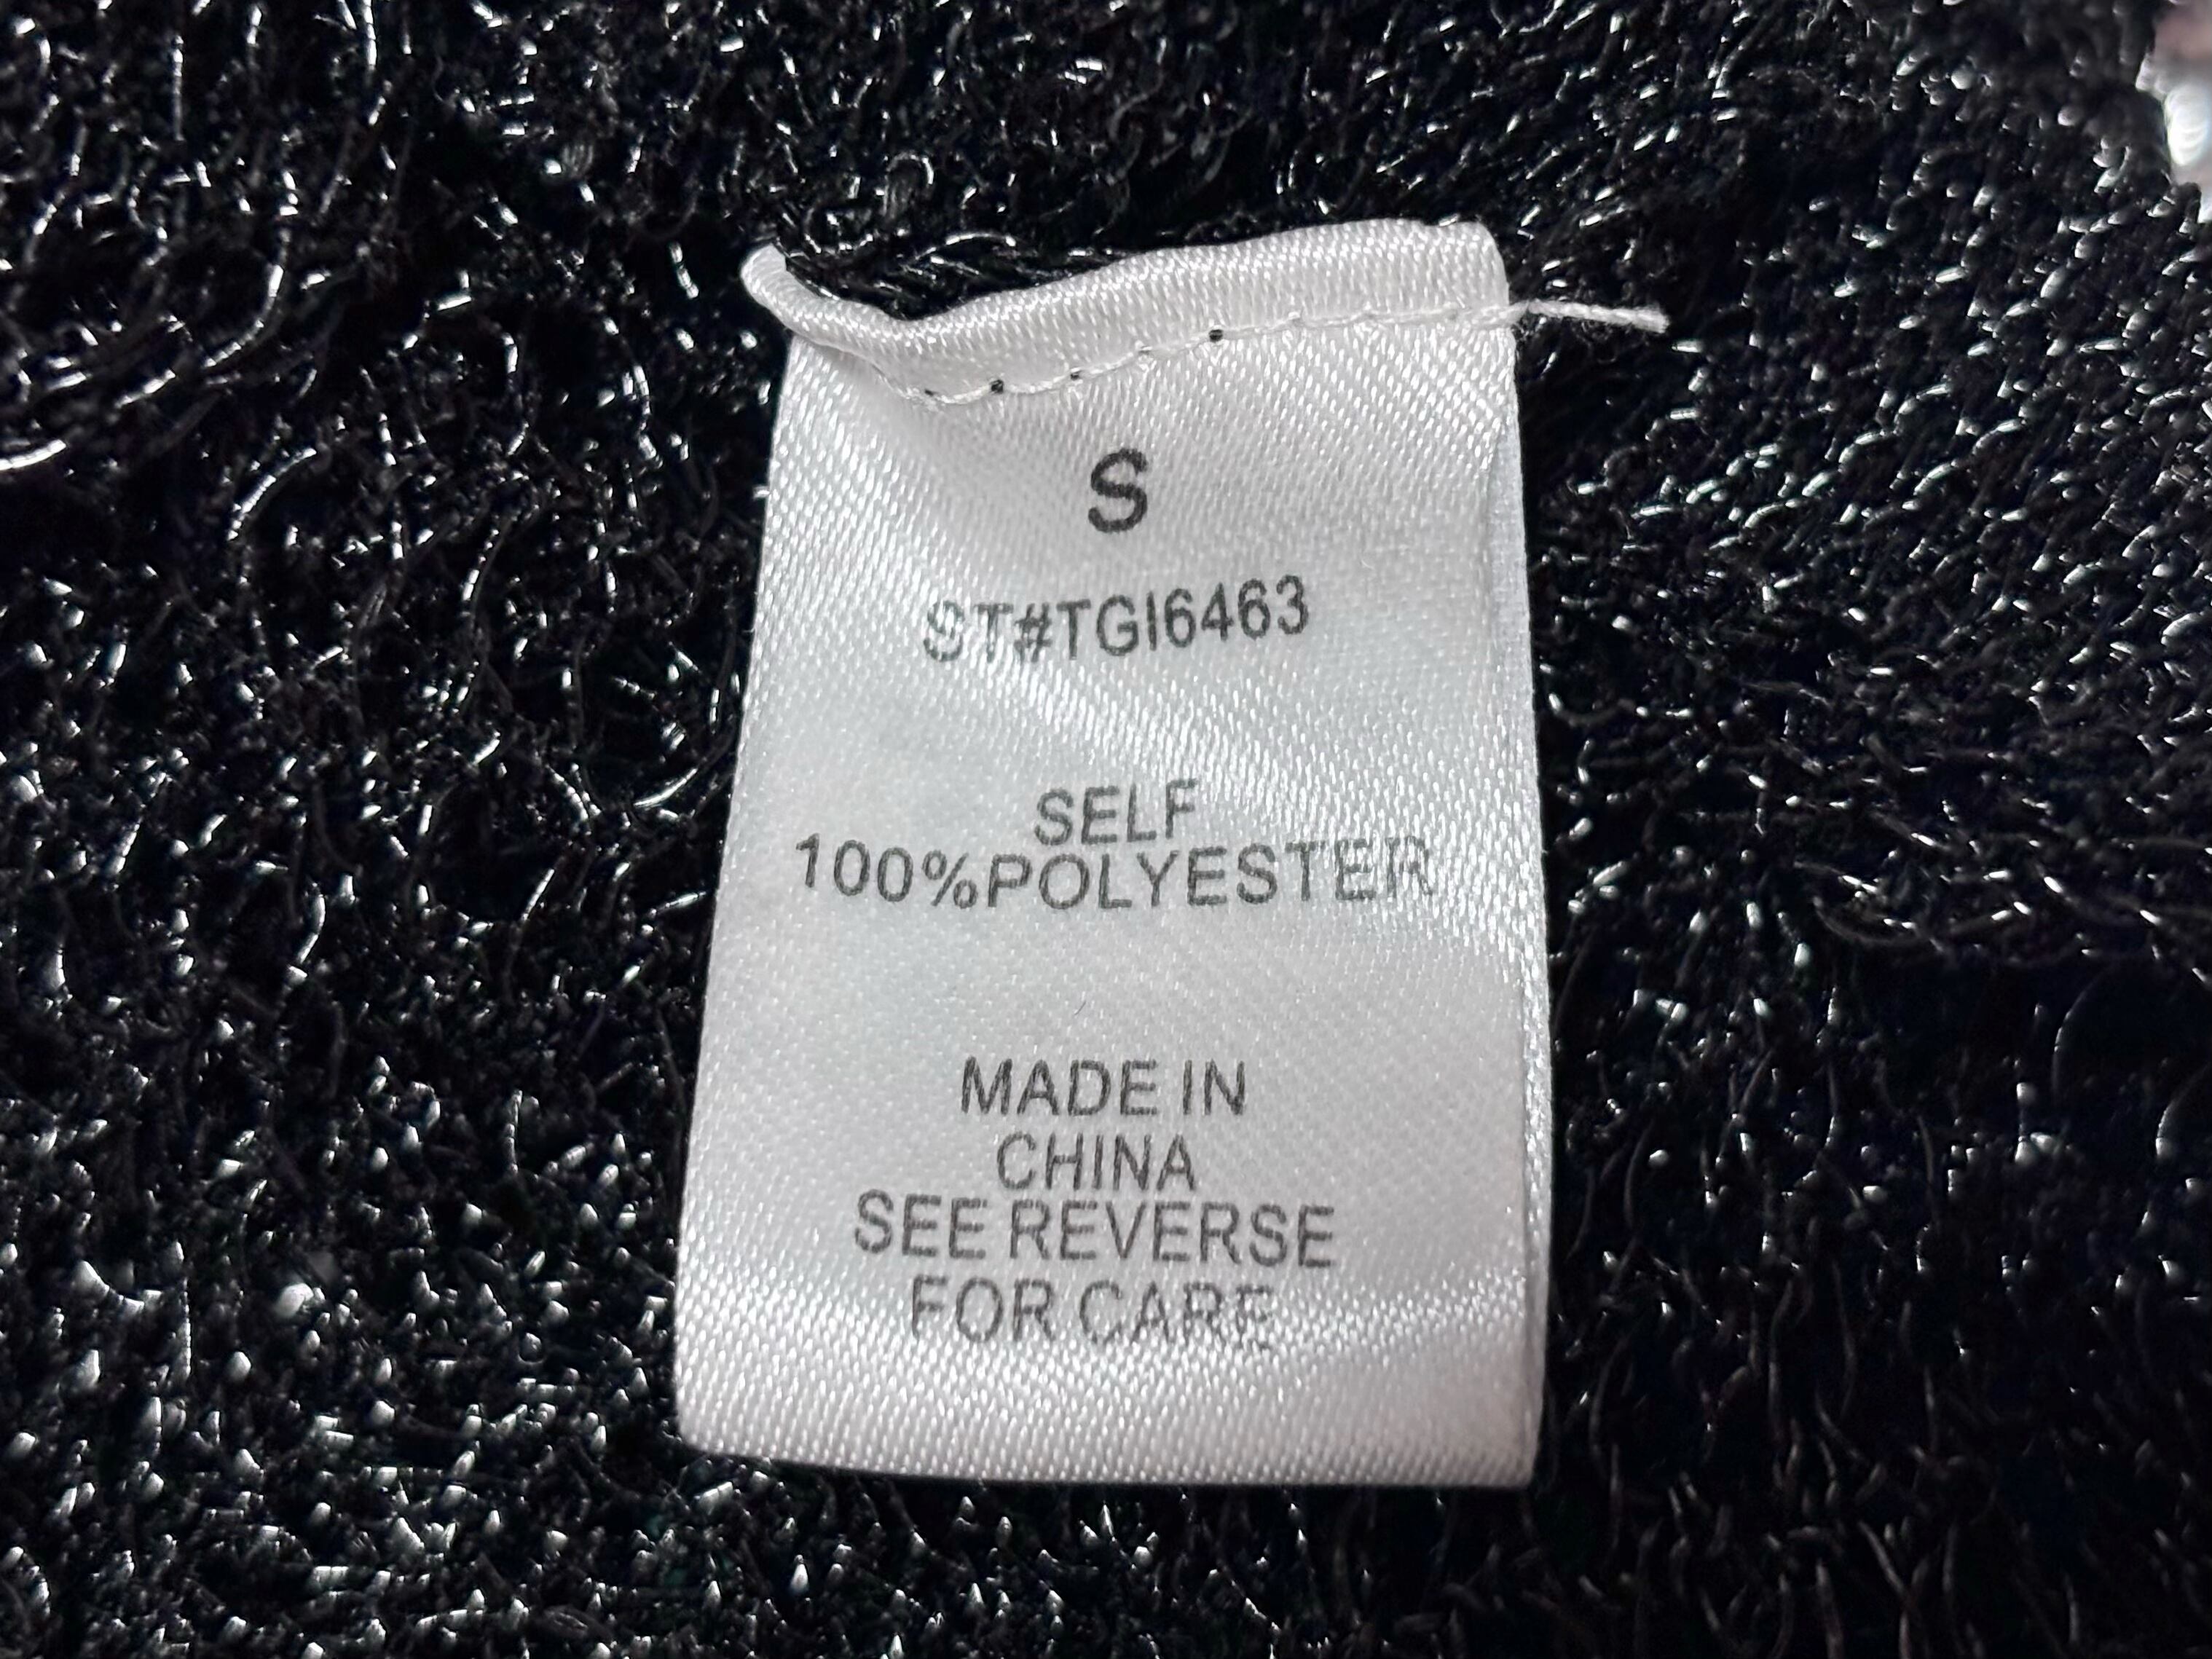 S
ST#TGI6463
SELF
100%POLYESTER
MADE IN
CHINA
SEE REVERSE
FOR CARE